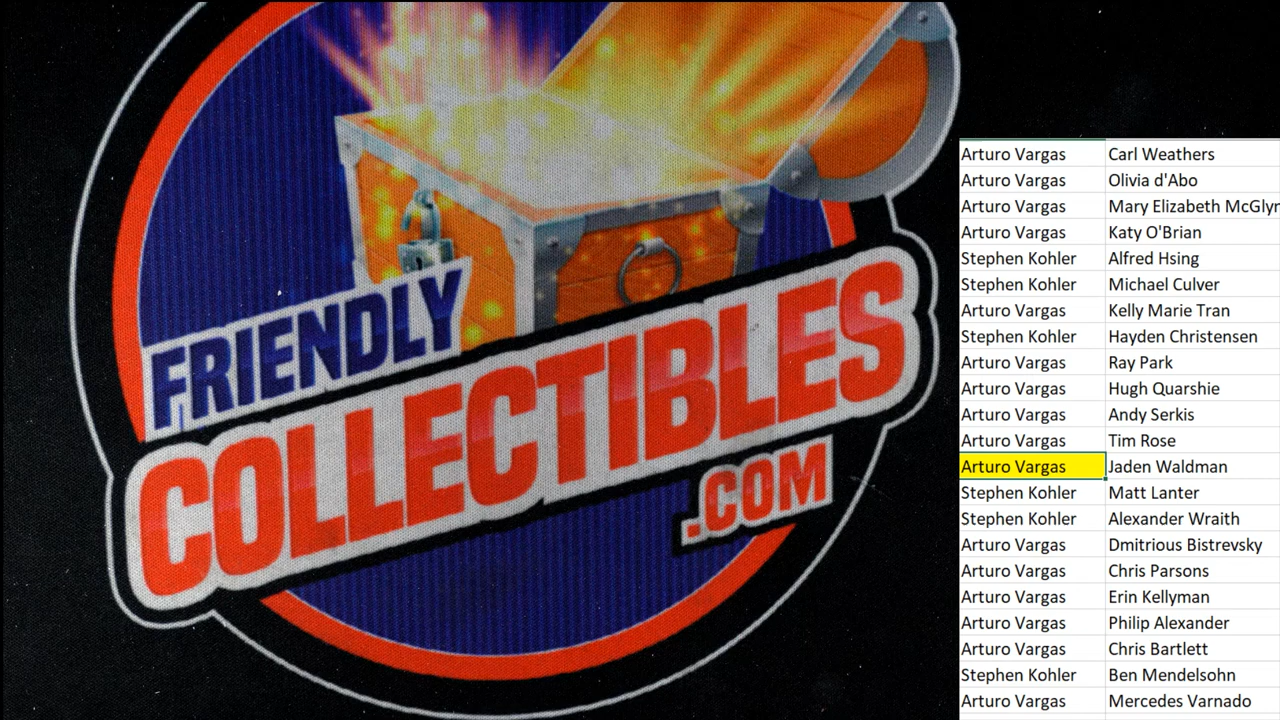 FRIENDLY
COLLECTIBLES
.COM
Arturo Vargas Carl Weathers
Arturo Vargas Olivia d'Abo
Arturo Vargas Mary Elizabeth McGlyn
Arturo Vargas Katy O'Brian
Stephen Kohler Alfred Hsing
Stephen Kohler Michael Culver
Arturo Vargas Kelly Marie Tran
Stephen Kohler Hayden Christensen
Arturo Vargas Ray Park
Arturo Vargas Hugh Quarshie
Arturo Vargas Andy Serkis
Arturo Vargas Tim Rose
Arturo Vargas Jaden Waldman
Stephen Kohler Matt Lanter
Stephen Kohler Alexander Wraith
Arturo Vargas Dmitrious Bistrevsky
Arturo Vargas Chris Parsons
Arturo Vargas Erin Kellyman
Arturo Vargas Philip Alexander
Arturo Vargas Chris Bartlett
Stephen Kohler Ben Mendelsohn
Arturo Vargas Mercedes Varnado